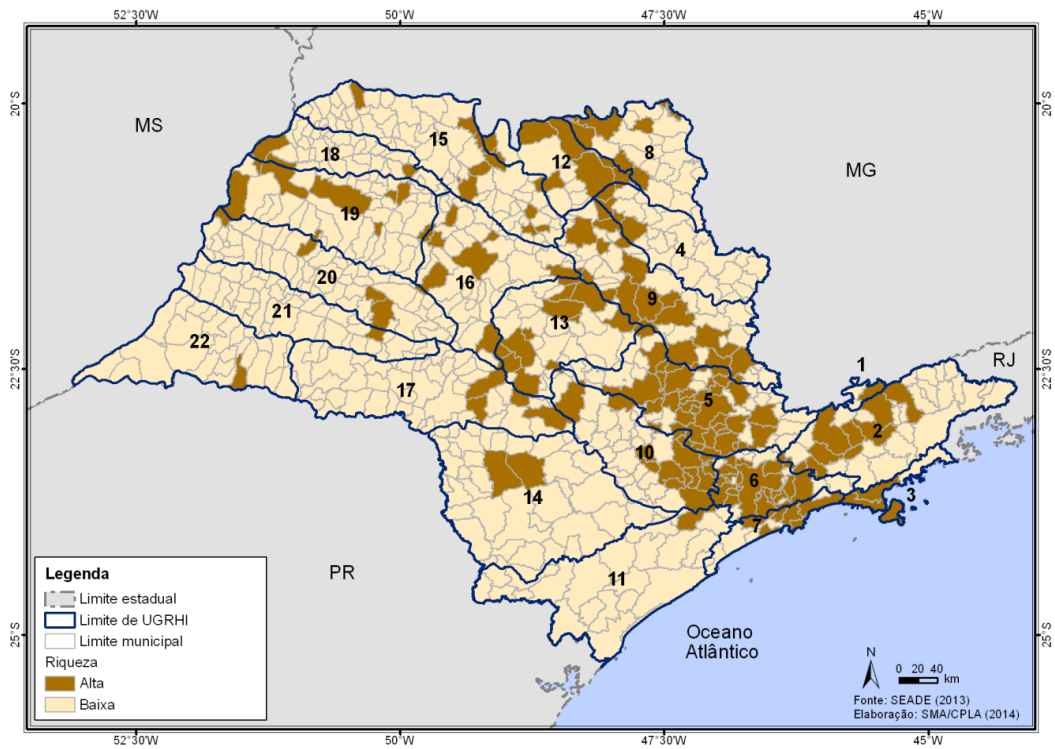 52°30'W 50°W 47°30'W 45°W
20°S 20°S
MS
MG
15
18
12
8
19
4
20
16
9
21
13
22
22°30'S 22°30'S
RJ
1
17
5
2
10
6
3
14
7
PR
11
Legenda
Limite estadual
Limite de UGRHI
Limite municipal
Riqueza
Alta
Baixa
25°S 25°S
Oceano
Atlântico
N
0 20 40
km
Fonte: SEADE (2013)
Elaboração: SMA/CPLA (2014)
52°30'W 50°W 47°30'W 45°W